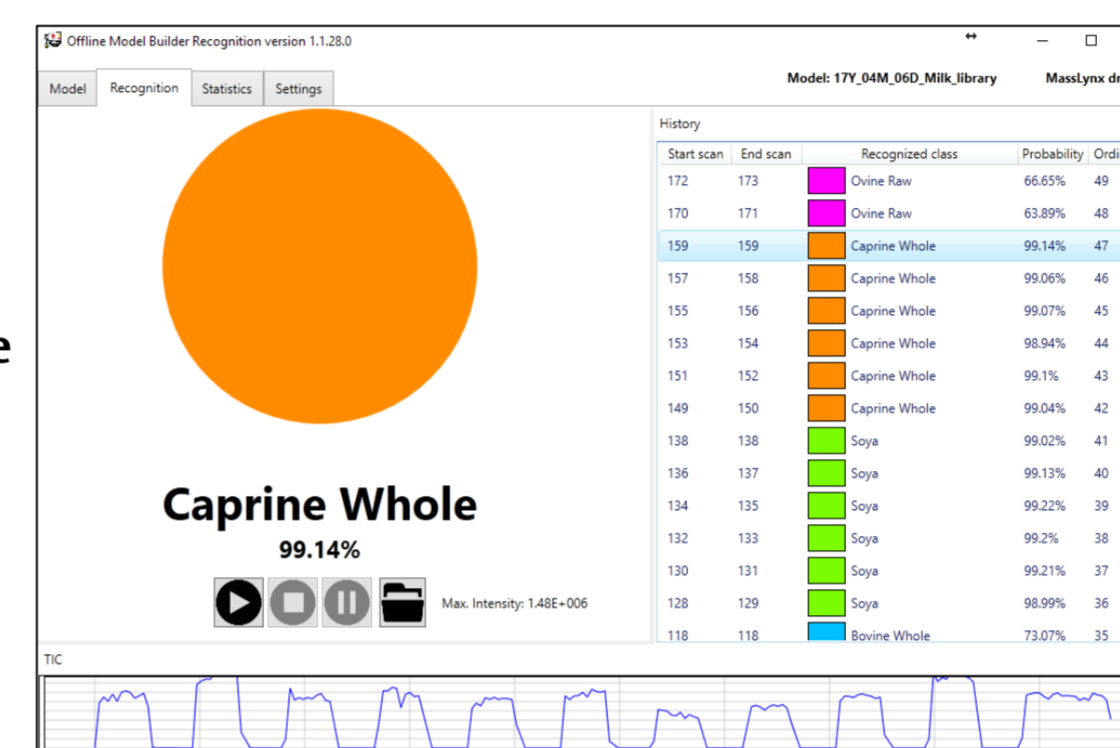 Offline Model Builder Recognition version 1.1.28.0
Model Recognition Statistics Settings
Model: 17Y_04M_06D_Milk_library MassLynx
e
Caprine Whole
99.14%
Max. Intensity: 1.48E+006
History
Start scan End scan Recognized class Probability
172 173 Ovine Raw 66.65% 49
170 171 Ovine Raw 63.89% 48
159 159 Caprine Whole 99.14% 47
157 158 Caprine Whole 99.06% 46
155 156 Caprine Whole 99.07% 45
153 154 Caprine Whole 98.94% 44
151 152 Caprine Whole 99.1% 43
149 150 Caprine Whole 99.04% 42
138 138 Soya 99.02% 41
136 137 Soya 99.13% 40
134 135 Soya 99.22% 39
132 133 Soya 99.2% 38
130 131 Soya 99.21% 37
128 129 Soya 98.99% 36
118 118 Bovine Whole 73.07% 35
TIC